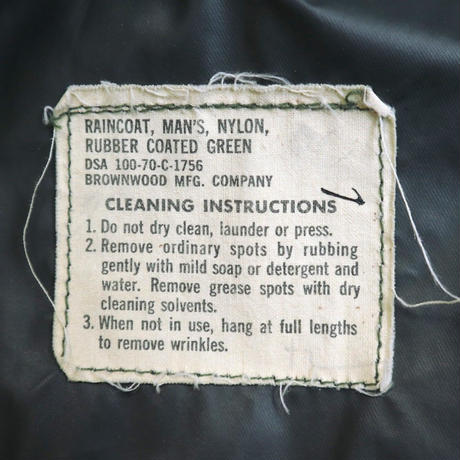 RAINCOAT, MAN'S, NYLON,
RUBBER COATED GREEN
DSA 100-70-C-1756
BROWNWOOD MFG. COMPANY
CLEANING INSTRUCTIONS
1. Do not dry clean, launder or press.
2. Remove ordinary spots by rubbing
gently with mild soap or detergent and
water. Remove grease spots with dry
cleaning solvents.
3. When not in use, hang at full lengths
to remove wrinkles.